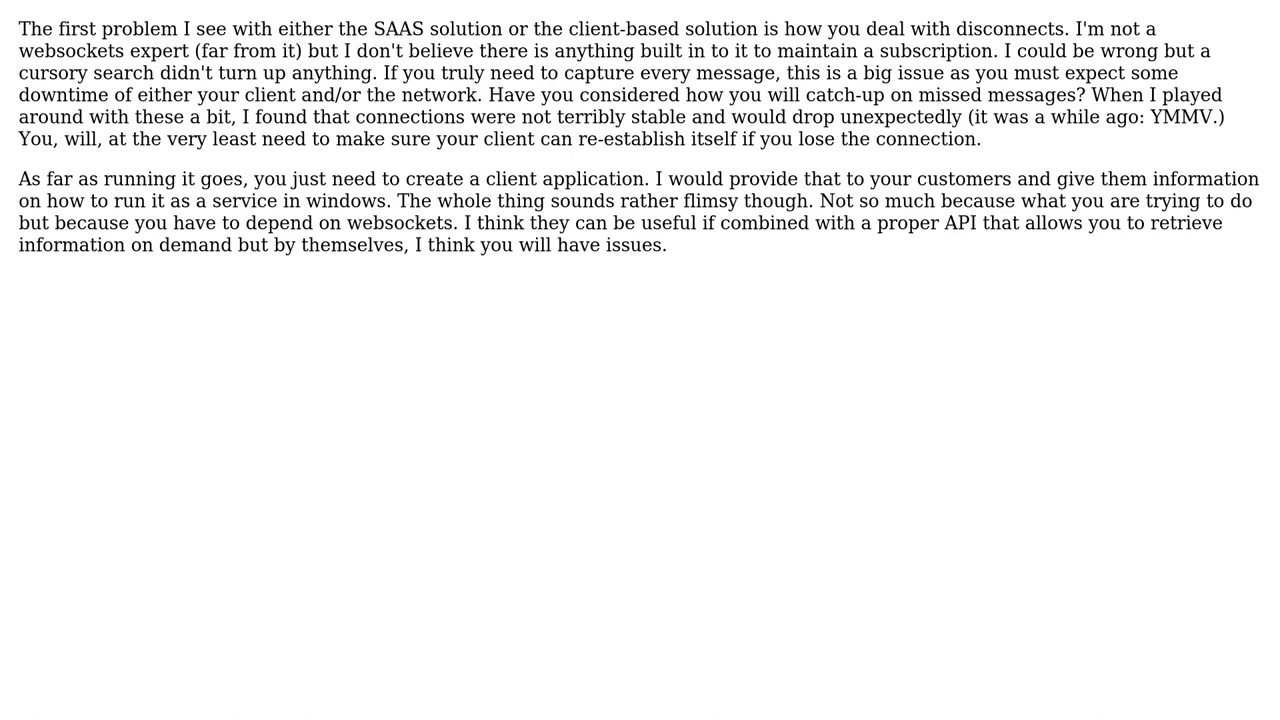 The first problem I see with either the SAAS solution or the client-based solution is how you deal with disconnects. I'm not a
websockets expert (far from it) but I don't believe there is anything built in to it to maintain a subscription. I could be wrong but a
cursory search didn't turn up anything. If you truly need to capture every message, this is a big issue as you must expect some
downtime of either your client and/or the network. Have you considered how you will catch-up on missed messages? When I played
around with these a bit, I found that connections were not terribly stable and would drop unexpectedly (it was a while ago: YMMV.)
You, will, at the very least need to make sure your client can re-establish itself if you lose the connection.
As far as running it goes, you just need to create a client application. I would provide that to your customers and give them information
on how to run it as a service in windows. The whole thing sounds rather flimsy though. Not so much because what you are trying to do
but because you have to depend on websockets. I think they can be useful if combined with a proper API that allows you to retrieve
information on demand but by themselves, I think you will have issues.